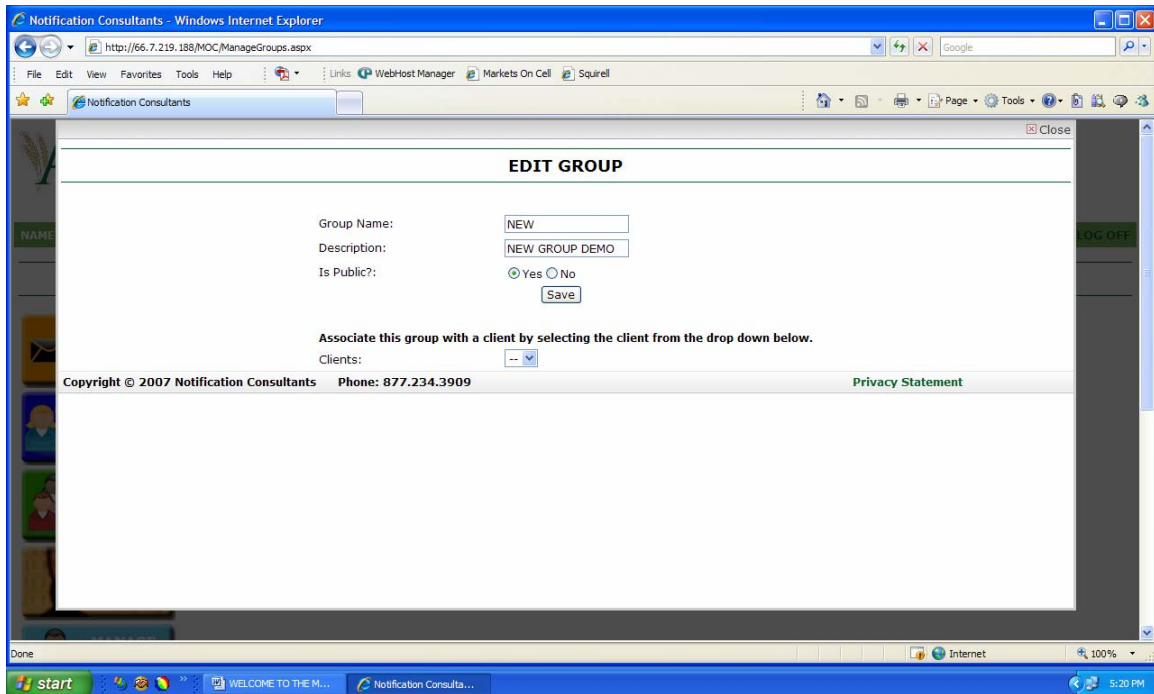 Notification Consultants - Windows Internet Explorer
http://66.7.219.188/MOC/ManageGroups.aspx
Google
File Edit View Favorites Tools Help
Links WebHost Manager Markets On Cell Squirell
Notification Consultants
Page Tools
Close
EDIT GROUP
Group Name: NEW
NAME
LOG OFF
Description: NEW GROUP DEMO
Is Public?: Yes No
Save
Associate this group with a client by selecting the client from the drop down below.
Clients: --
Copyright © 2007 Notification Consultants Phone: 877.234.3909 Privacy Statement
MANAGE
Done Internet 100%
start WELCOME TO THE M... Notification Consulta... 5:20 PM